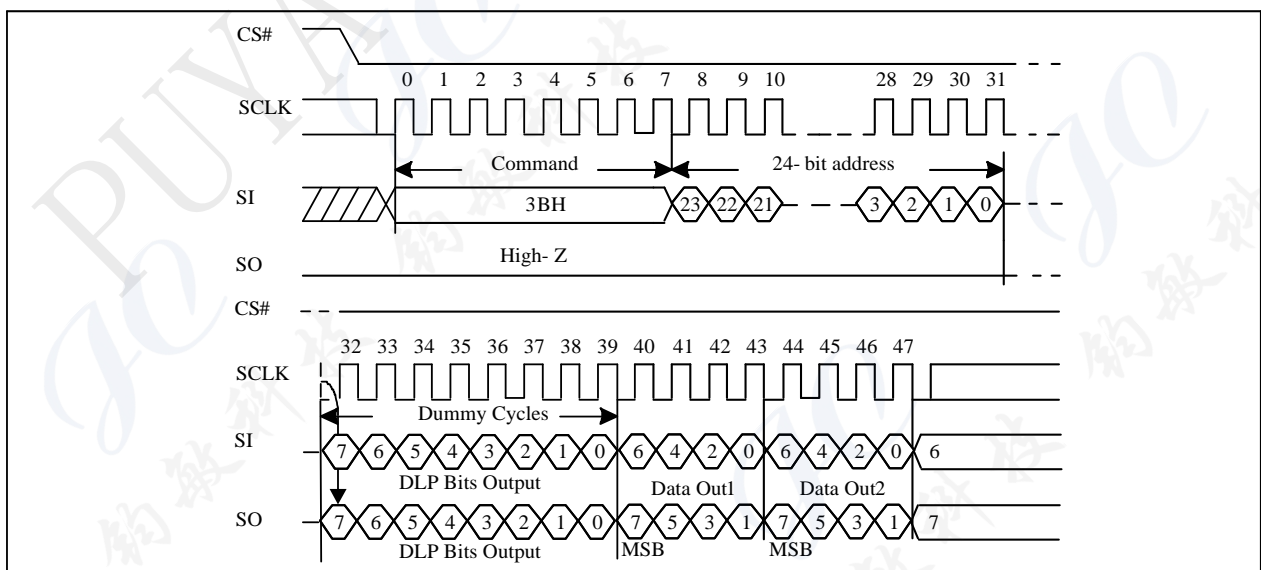 CS#
0 1 2 3 4 5 6 7 8 9 10 28 29 30 31
SCLK
Command 24- bit address
SI 3BH 23 22 21 3 2 1 0
High- Z
SO
CS#
32 33 34 35 36 37 38 39 40 41 42 43 44 45 46 47
SCLK
Dummy Cycles
SI 7 6 5 4 3 2 1 0 6 4 2 0 6 4 2 0 6
DLP Bits Output Data Out1 Data Out2
SO 7 6 5 4 3 2 1 0 7 5 3 1 7 5 3 1 7
DLP Bits Output MSB MSB
PUYA